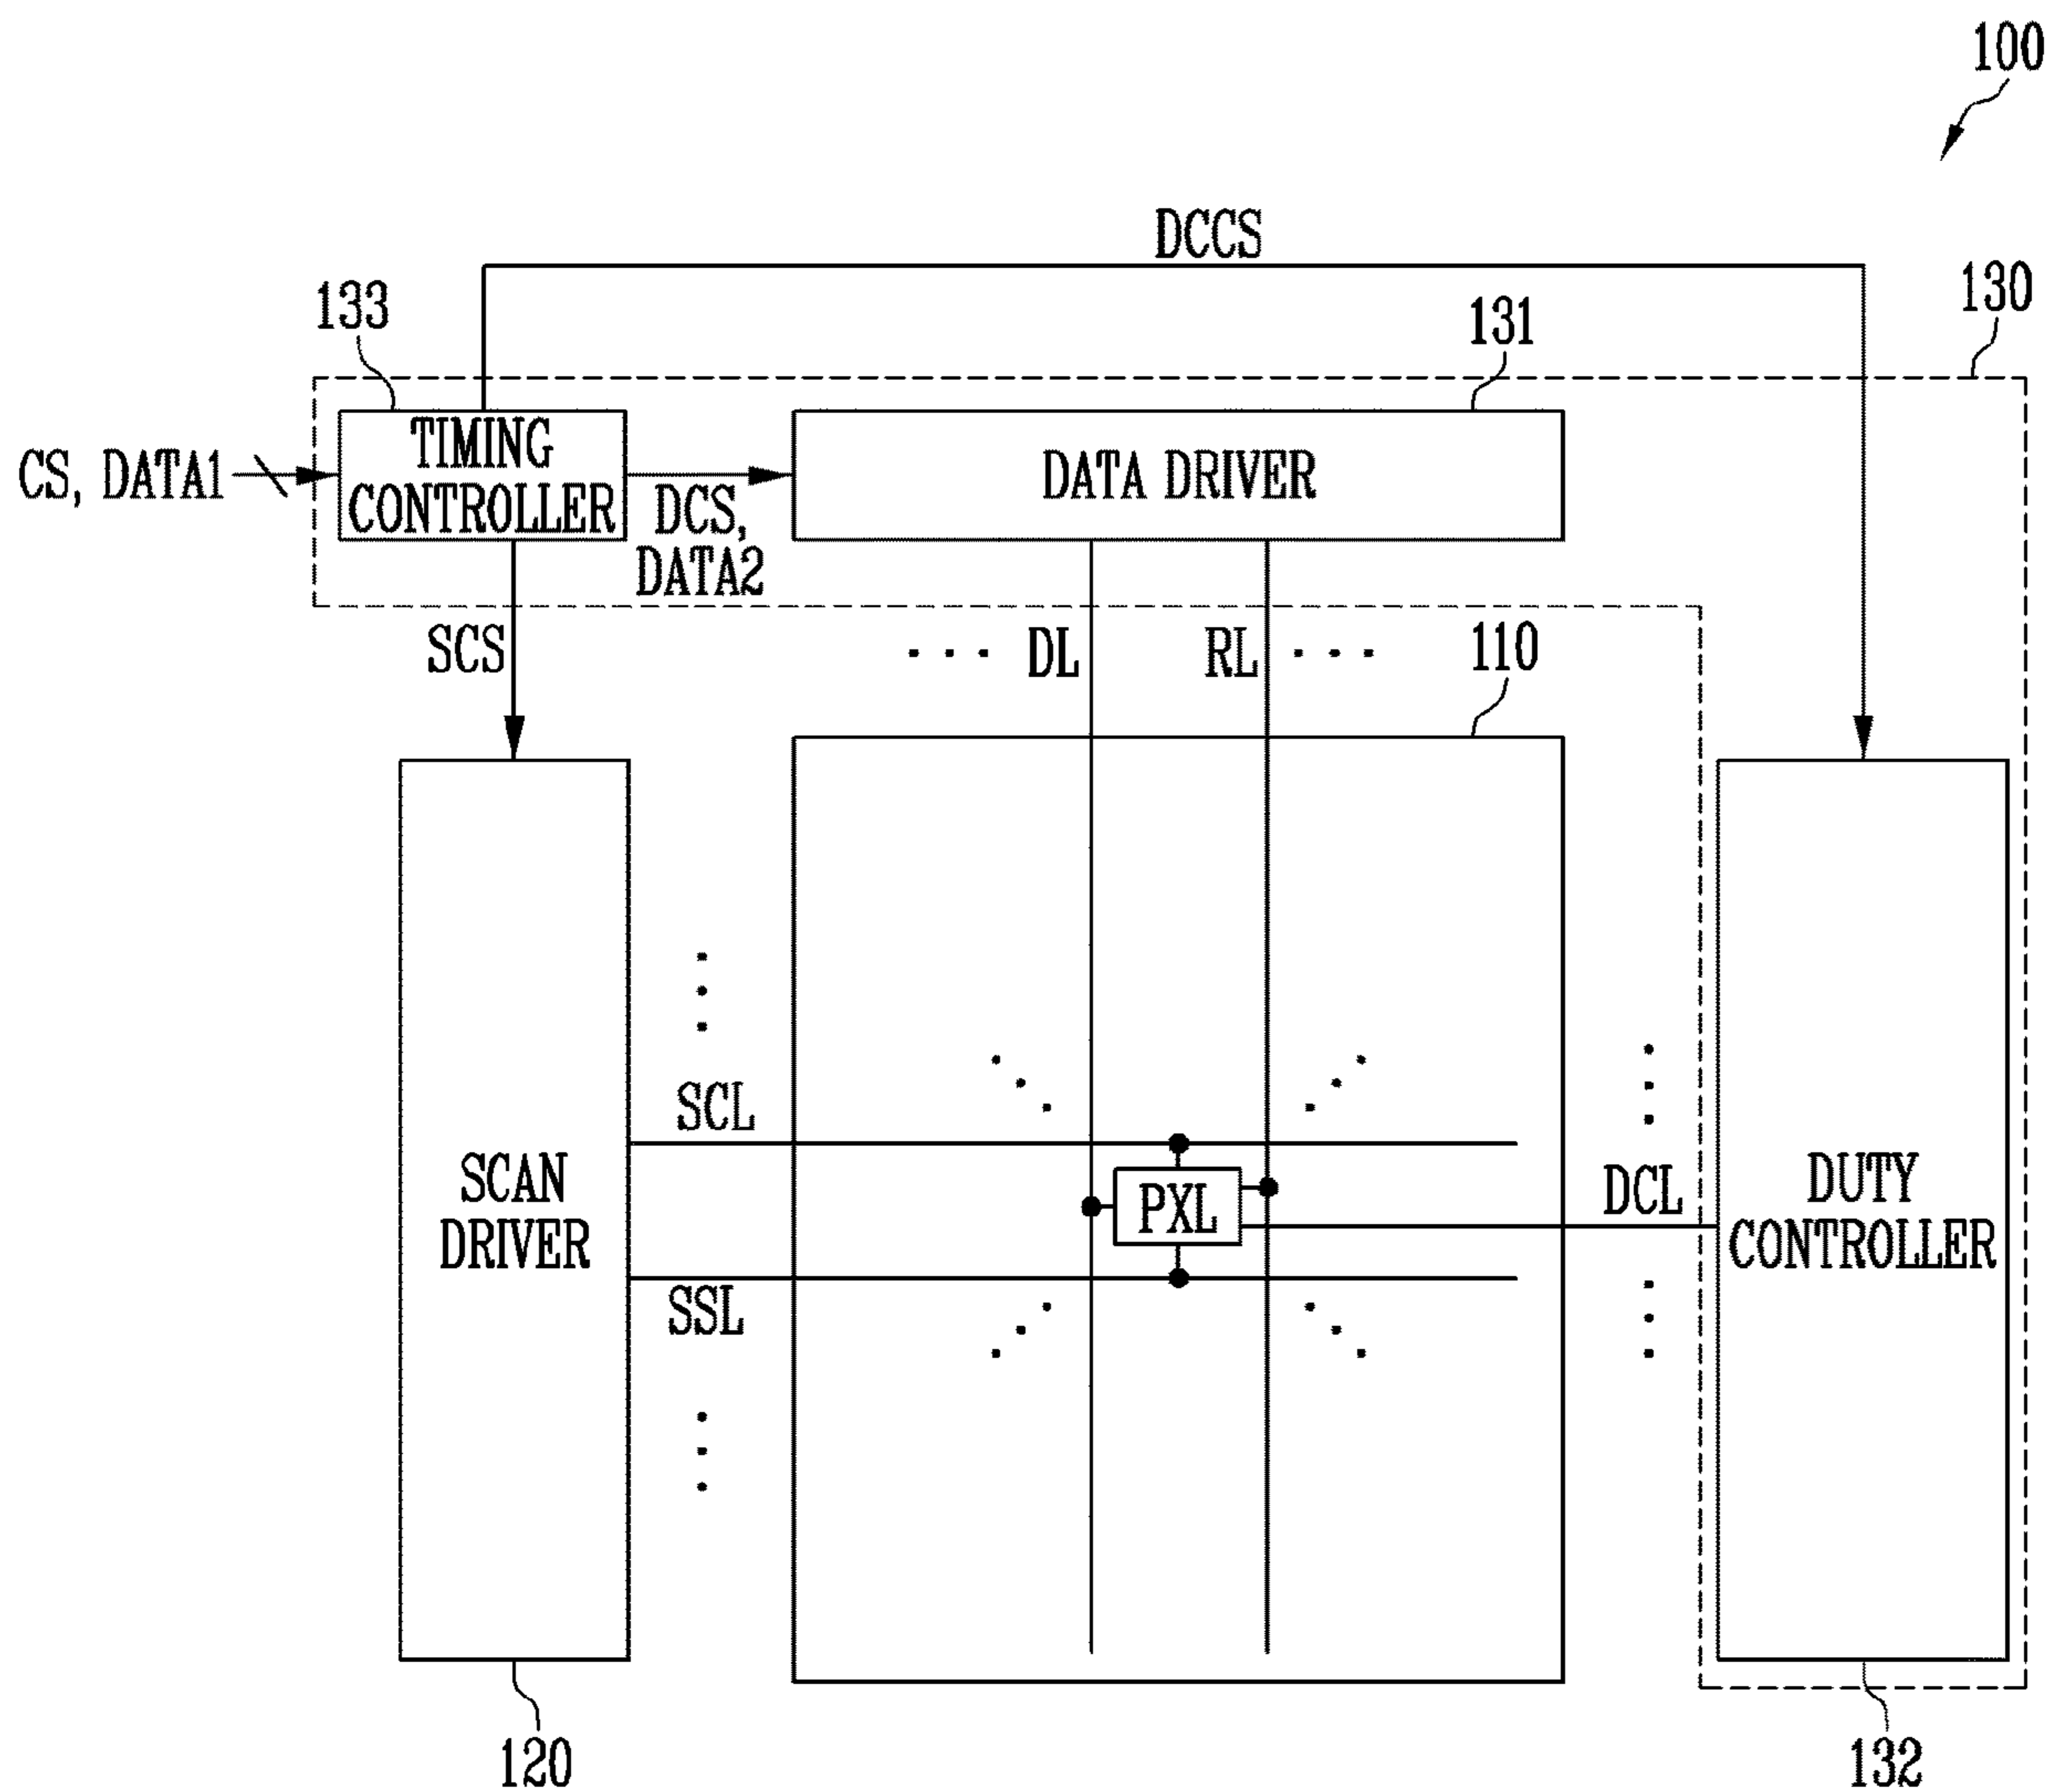 100
DCCS
130
133
131
TIMING
CONTROLLER
CS, DATA1
DATA DRIVER
DCS,
DATA2
SCS
DL
RL
110
SCL
SCAN
DRIVER
PXL
DCL
DUTY
CONTROLLER
SSL
120
132